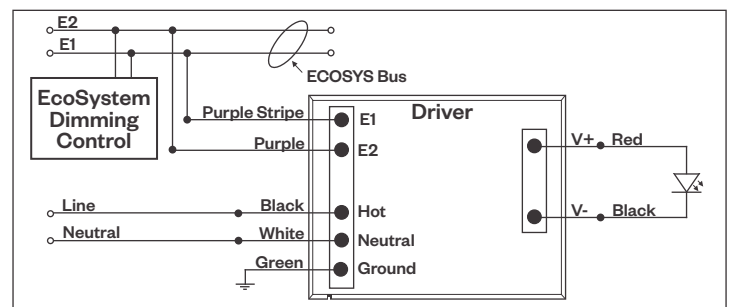 E2
E1
ECOSYS Bus
EcoSystem
Dimming
Control
Purple Stripe
E1
Driver
Purple
E2
V+
Red
Line
Black
Hot
V-
Black
Neutral
White
Neutral
Green
Ground